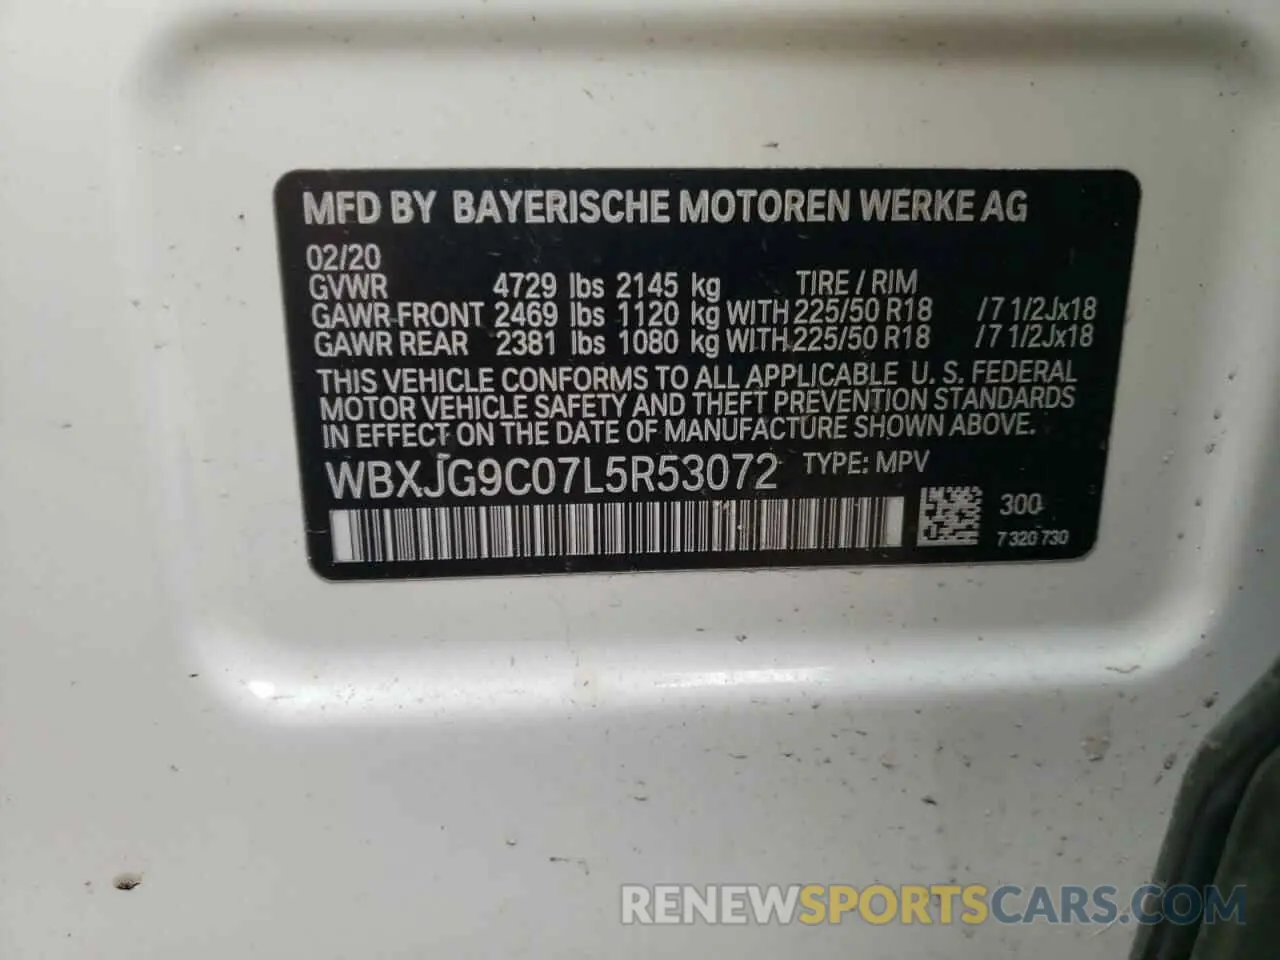 MFD BY BAYERISCHE MOTOREN WERKE AG
02/20
GVWR 4729 lbs 2145 kg TIRE / RIM
GAWR FRONT 2469 lbs 1120 kg WITH 225/50 R18 /7 1/2Jx18
GAWR REAR 2381 lbs 1080 kg WITH 225/50 R18 /7 1/2Jx18
THIS VEHICLE CONFORMS TO ALL APPLICABLE U. S. FEDERAL
MOTOR VEHICLE SAFETY AND THEFT PREVENTION STANDARDS
IN EFFECT ON THE DATE OF MANUFACTURE SHOWN ABOVE.
WBXJG9C07L5R53072 TYPE: MPV
300
7 320 730
RENEWSPORTSCARS.COM